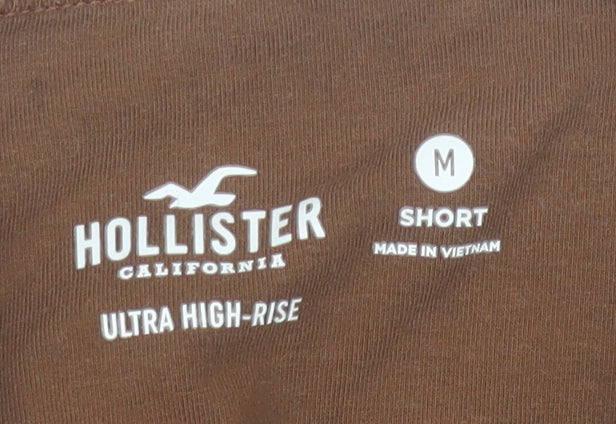 HOLLISTER
CALIFORNIA
ULTRA HIGH-RISE
M
SHORT
MADE IN VIETNAM